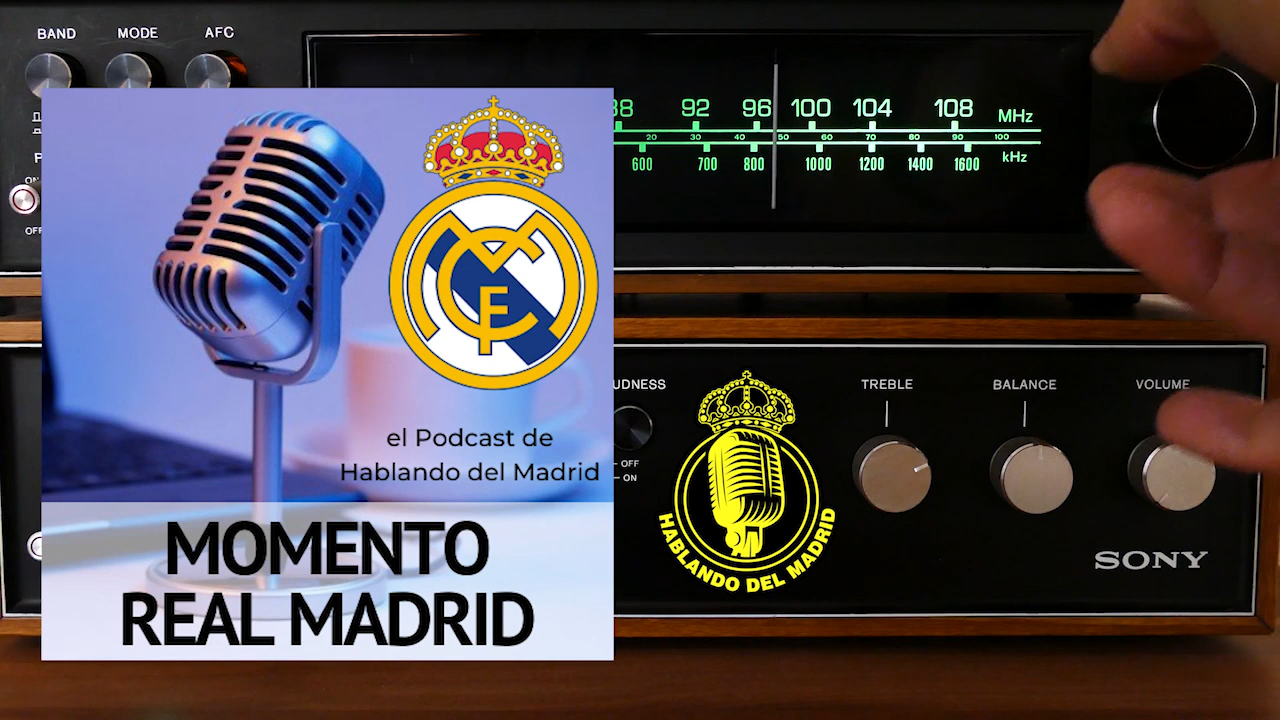 BAND MODE AFC
88 92 96 100 104 108 MHz
20 30 40 50 60 70 80 90 100
600 700 800 1000 1200 1400 1600 kHz
P
ON
OFF
el Podcast de
Hablando del Madrid
MOMENTO
REAL MADRID
UDNESS TREBLE BALANCE VOLUME
OFF
ON
HABLANDO DEL MADRID
SONY